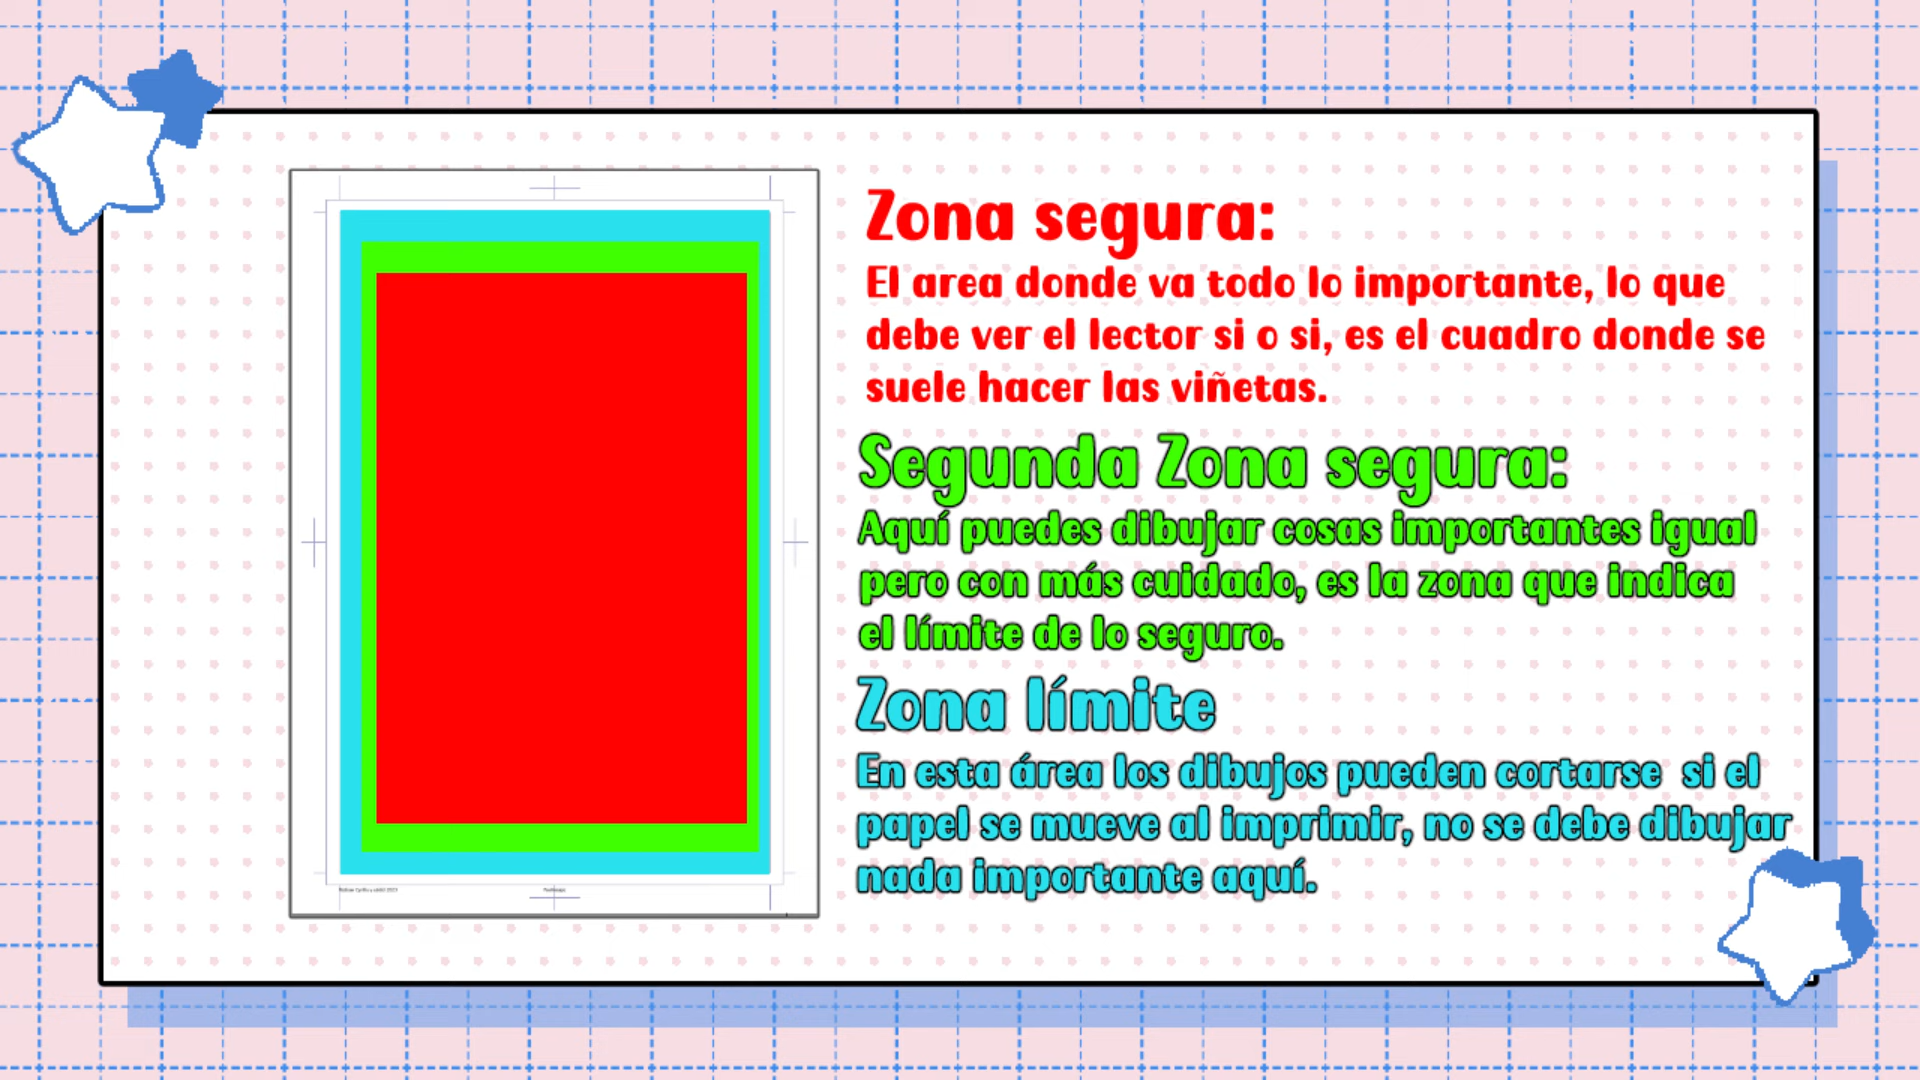 Zona segura:
El area donde va todo lo importante, lo que
debe ver el lector si o si, es el cuadro donde se
suele hacer las viñetas.
Segunda Zona segura:
Aquí puedes dibujar cosas importantes igual
pero con más cuidado, es la zona que indica
el límite de lo seguro.
Zona límite
En esta área los dibujos pueden cortarse si el
papel se mueve al imprimir, no se debe dibujar
nada importante aquí.